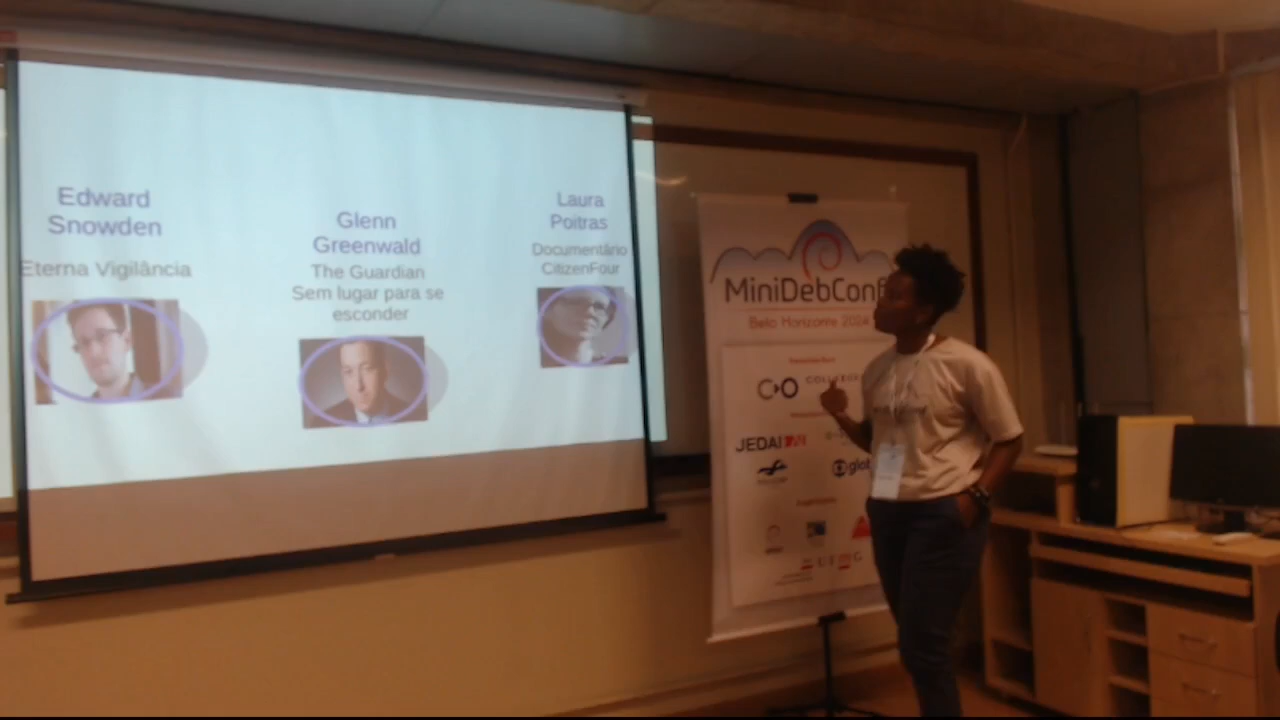 Edward
Snowden
Eterna Vigilância
Glenn
Greenwald
The Guardian
Sem lugar para se
esconder
Laura
Poitras
Documentário
CitizenFour
MiniDebConf
Belo Horizonte 2024
JEDAI
glob